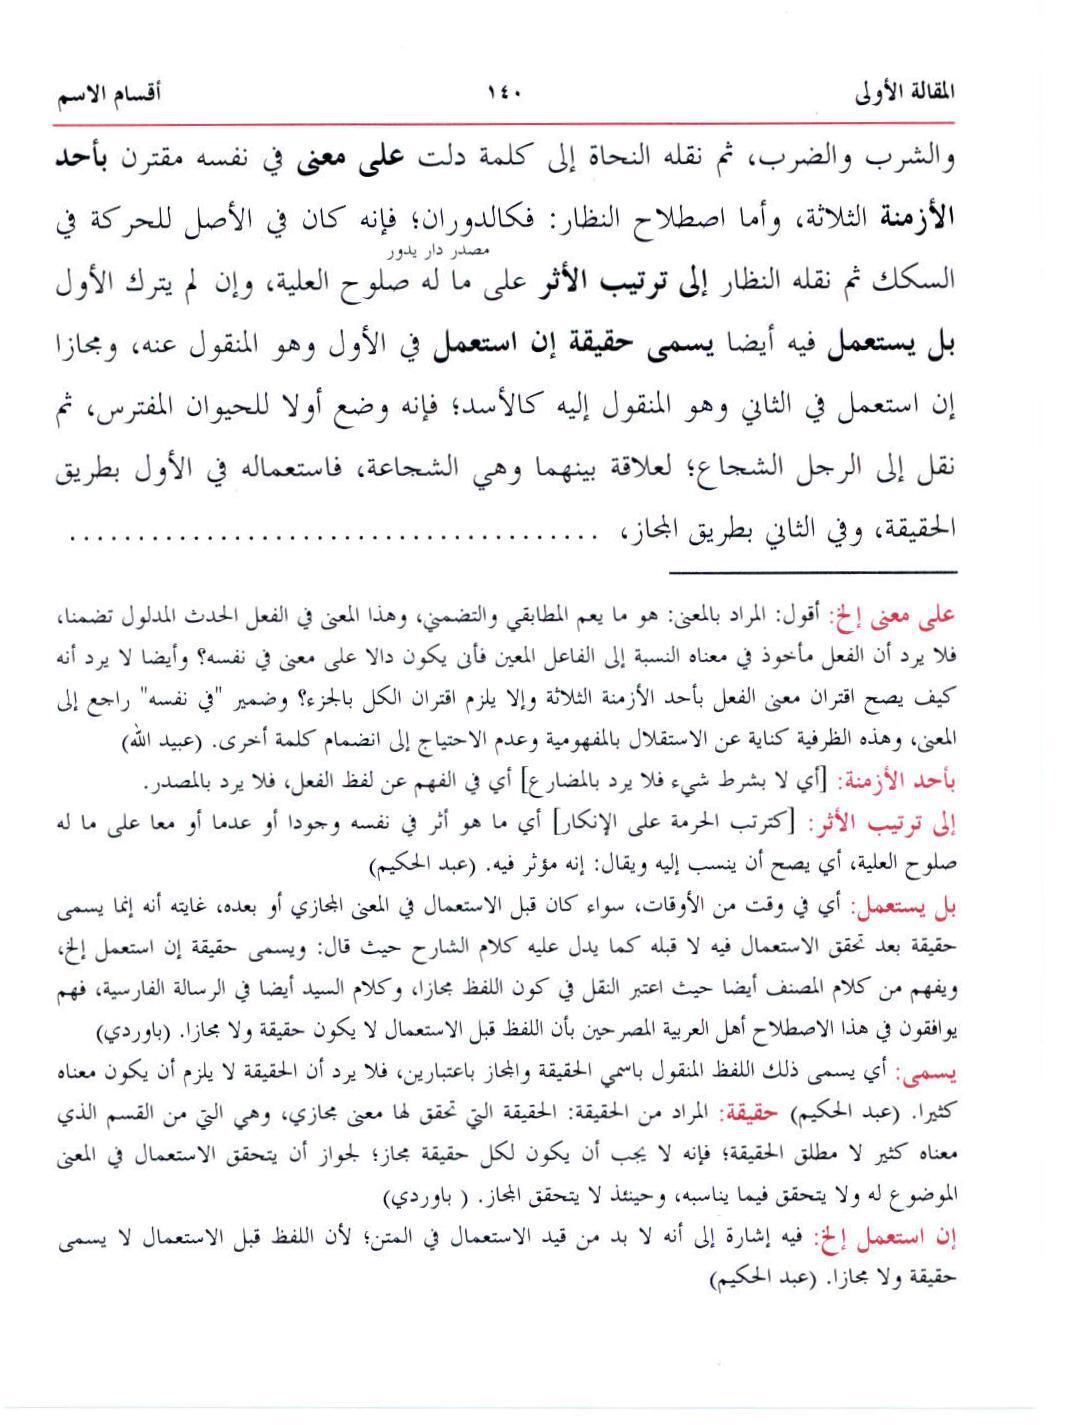 المقالة الأولى ١٤٠ أقسام الاسم
والشرب والضرب، ثم نقله النحاة إلى كلمة دلت على معنى في نفسه مقترن بأحد
الأزمنة الثلاثة، وأما اصطلاح النظار: فكالدوران؛ فإنه كان في الأصل للحركة في
مصدر دار يدور
السكك ثم نقله النظار إلى ترتيب الأثر على ما له صلوح العلية، وإن لم يترك الأول
بل يستعمل فيه أيضا يسمى حقيقة إن استعمل في الأول وهو المنقول عنه، ومجازا
إن استعمل في الثاني وهو المنقول إليه كالأسد؛ فإنه وضع أولا للحيوان المفترس، ثم
نقل إلى الرجل الشجاع؛ لعلاقة بينهما وهي الشجاعة، فاستعماله في الأول بطريق
الحقيقة، وفي الثاني بطريق المجاز، .......................................
على معنى إلخ: أقول: المراد بالمعنى: هو ما يعم المطابقي والتضمني، وهذا المعنى في الفعل الحدث المدلول تضمنا،
فلا يرد أن الفعل مأخوذ في معناه النسبة إلى الفاعل المعين فأنى يكون دالا على معنى في نفسه؟ وأيضا لا يرد أنه
كيف يصح اقتران معنى الفعل بأحد الأزمنة الثلاثة وإلا يلزم اقتران الكل بالجزء؟ وضمير "في نفسه" راجع إلى
المعنى، وهذه الظرفية كناية عن الاستقلال بالمفهومية وعدم الاحتياج إلى انضمام كلمة أخرى. (عبيد الله)
بأحد الأزمنة: [أي لا بشرط شيء فلا يرد بالمضارع] أي في الفهم عن لفظ الفعل، فلا يرد بالمصدر.
إلى ترتيب الأثر: [كترتب الحرمة على الإنكار] أي ما هو أثر في نفسه وجودا أو عدما أو معا على ما له
صلوح العلية، أي يصح أن ينسب إليه ويقال: إنه مؤثر فيه. (عبد الحكيم)
بل يستعمل: أي في وقت من الأوقات، سواء كان قبل الاستعمال في المعنى المجازي أو بعده، غايته أنه إنما يسمى
حقيقة بعد تحقق الاستعمال فيه لا قبله كما يدل عليه كلام الشارح حيث قال: ويسمى حقيقة إن استعمل إلخ،
ويفهم من كلام المصنف أيضا حيث اعتبر النقل في كون اللفظ مجازا، وكلام السيد أيضا في الرسالة الفارسية، فهم
يوافقون في هذا الاصطلاح أهل العربية المصرحين بأن اللفظ قبل الاستعمال لا يكون حقيقة ولا مجازا. (باوردي)
يسمى: أي يسمى ذلك اللفظ المنقول باسمي الحقيقة والمجاز باعتبارين، فلا يرد أن الحقيقة لا يلزم أن يكون معناه
كثيرا. (عبد الحكيم) حقيقة: المراد من الحقيقة: الحقيقة التي تحقق لها معنى مجازي، وهي التي من القسم الذي
معناه كثير لا مطلق الحقيقة؛ فإنه لا يجب أن يكون لكل حقيقة مجاز؛ لجواز أن يتحقق الاستعمال في المعنى
الموضوع له ولا يتحقق فيما يناسبه، وحينئذ لا يتحقق المجاز. ( باوردي)
إن استعمل إلخ: فيه إشارة إلى أنه لا بد من قيد الاستعمال في المتن؛ لأن اللفظ قبل الاستعمال لا يسمى
حقيقة ولا مجازا. (عبد الحكيم)